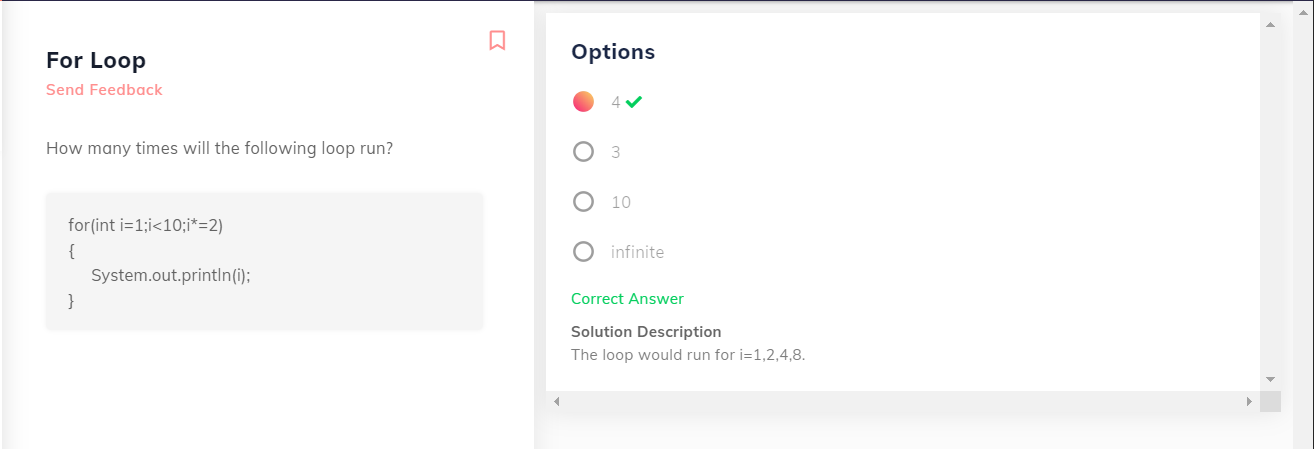 For Loop
Send Feedback
How many times will the following loop run?
for(int i=1;i<10;i*=2)
{
System.out.println(i);
}
Options
4
3
10
infinite
Correct Answer
Solution Description
The loop would run for i=1,2,4,8.